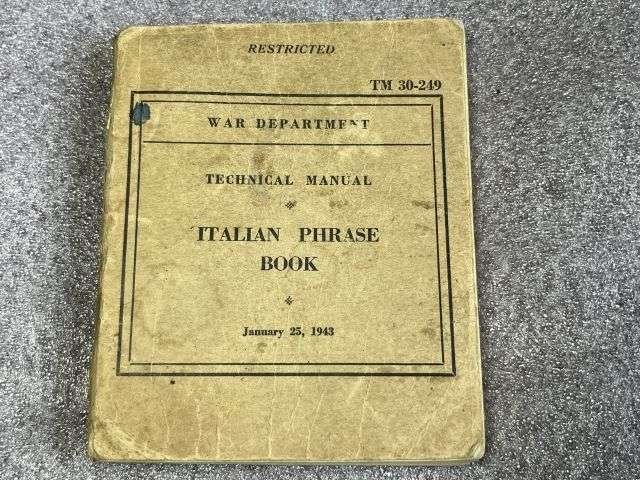 RESTRICTED
TM 30-249
WAR DEPARTMENT
TECHNICAL MANUAL
ITALIAN PHRASE
BOOK
January 25, 1943